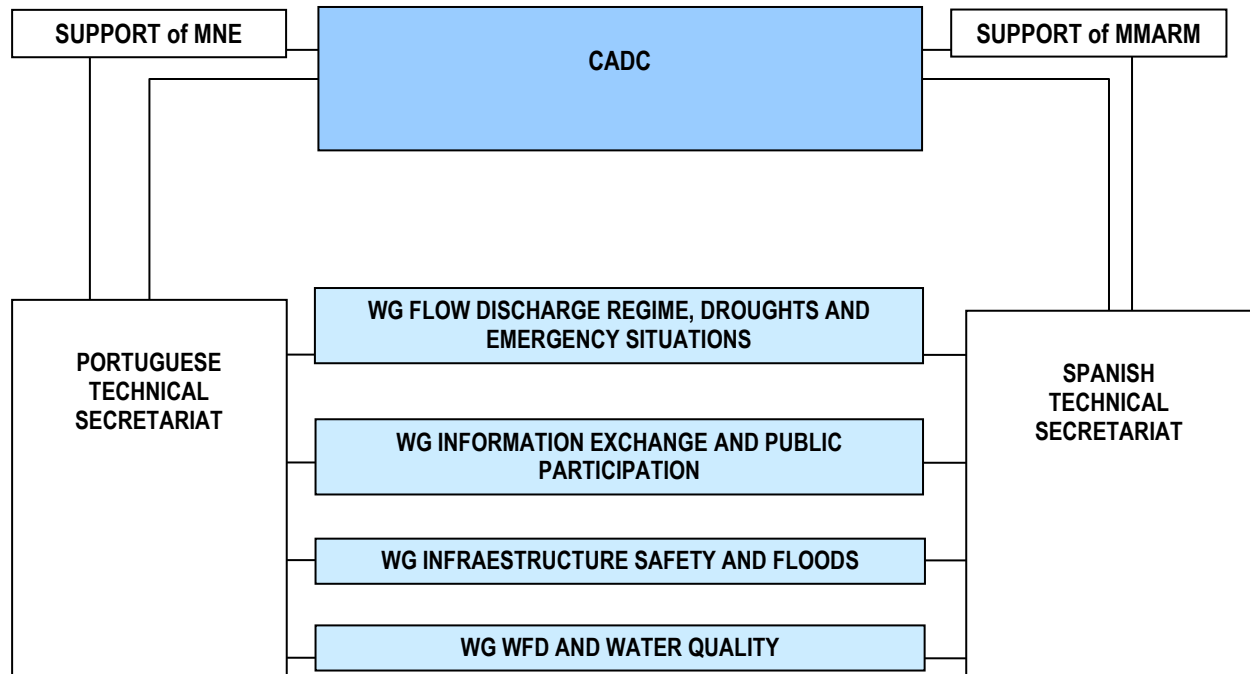 SUPPORT of MNE
CADC
SUPPORT of MMARM
WG FLOW DISCHARGE REGIME, DROUGHTS AND
EMERGENCY SITUATIONS
PORTUGUESE
TECHNICAL
SECRETARIAT
SPANISH
TECHNICAL
SECRETARIAT
WG INFORMATION EXCHANGE AND PUBLIC
PARTICIPATION
WG INFRAESTRUCTURE SAFETY AND FLOODS
WG WFD AND WATER QUALITY